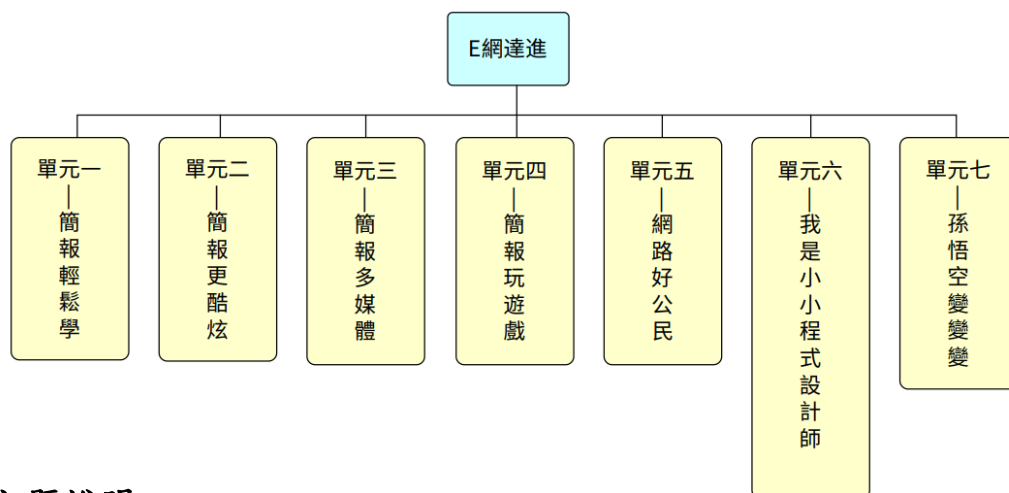 E網達進
單元一
|
簡報輕鬆學
單元二
|
簡報更酷炫
單元三
|
簡報多媒體
單元四
|
簡報玩遊戲
單元五
|
網路好公民
單元六
|
我是小小程式設計師
單元七
|
孫悟空變變變